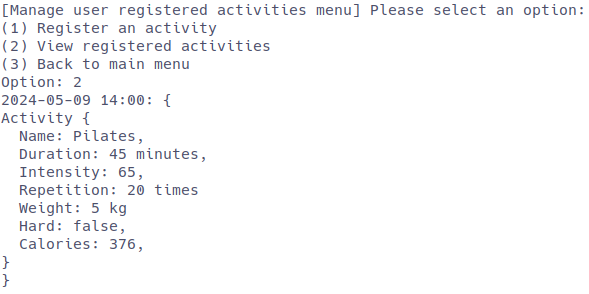 [Manage user registered activities menu] Please select an option:
(1) Register an activity
(2) View registered activities
(3) Back to main menu
Option: 2
2024-05-09 14:00: {
Activity {
  Name: Pilates,
  Duration: 45 minutes,
  Intensity: 65,
  Repetition: 20 times
  Weight: 5 kg
  Hard: false,
  Calories: 376,
}
}